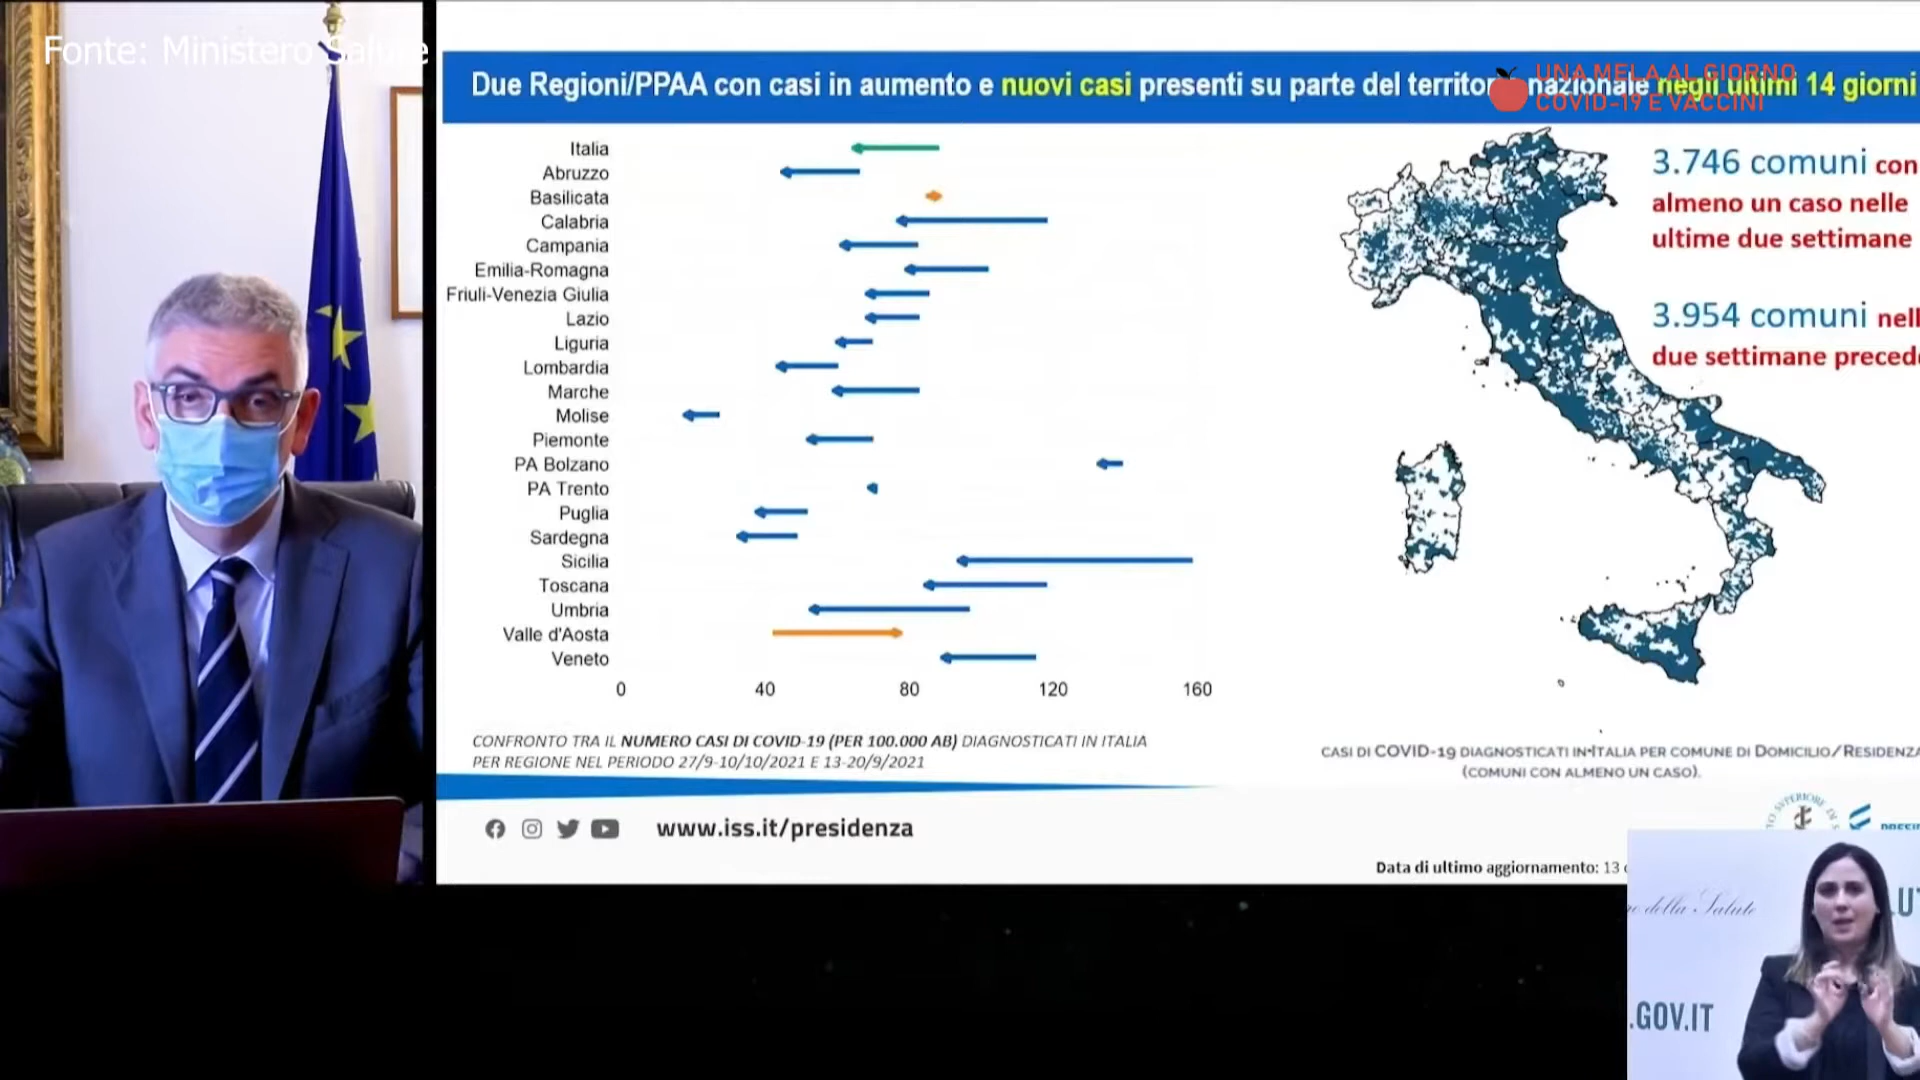 Fonte: Ministero Salute
Due Regioni/PPAA con casi in aumento e nuovi casi presenti su parte del nazionale negli ultimi 14 giorni
UNA MELA AL GIORNO
COVID-19 E VACCINI
Italia
Abruzzo
Basilicata
Calabria
Campania
Emilia-Romagna
Friuli-Venezia Giulia
Lazio
Liguria
Lombardia
Marche
Molise
Piemonte
PA Bolzano
PA Trento
Puglia
Sardegna
Sicilia
Toscana
Umbria
Valle d'Aosta
Veneto
0 40 80 120 160
CONFRONTO TRA IL NUMERO CASI DI COVID-19 (PER 100.000 AB) DIAGNOSTICATI IN ITALIA
PER REGIONE NEL PERIODO 27/9-10/10/2021 E 13-20/9/2021
3.746 comuni con
almeno un caso nelle
ultime due settimane
3.954 comuni nell
due settimane preced
CASI DI COVID-19 DIAGNOSTICATI IN ITALIA PER COMUNE DI DOMICILIO/RESIDENZA
(COMUNI CON ALMENO UN CASO).
www.iss.it/presidenza
Data di ultimo aggiornamento: 13
della Salute
.GOV.IT